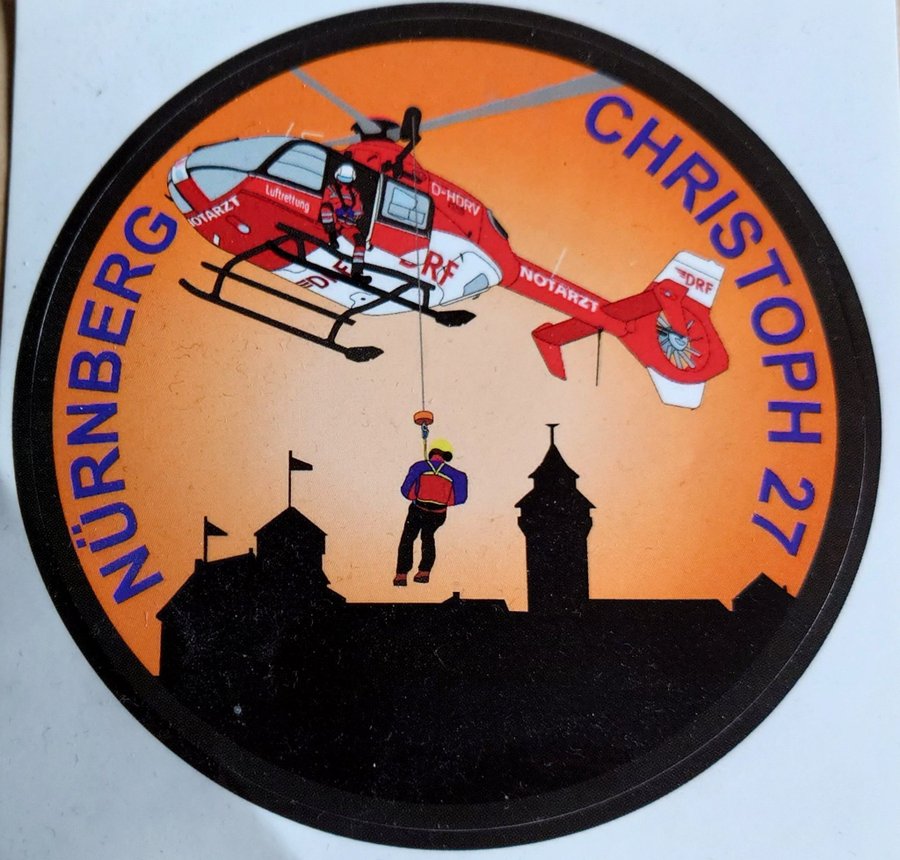 NÜRNBERG
CHRISTOPH 27
NOTARZT
Luftrettung
D-HDRV
DRF
NOTARZT
DRF